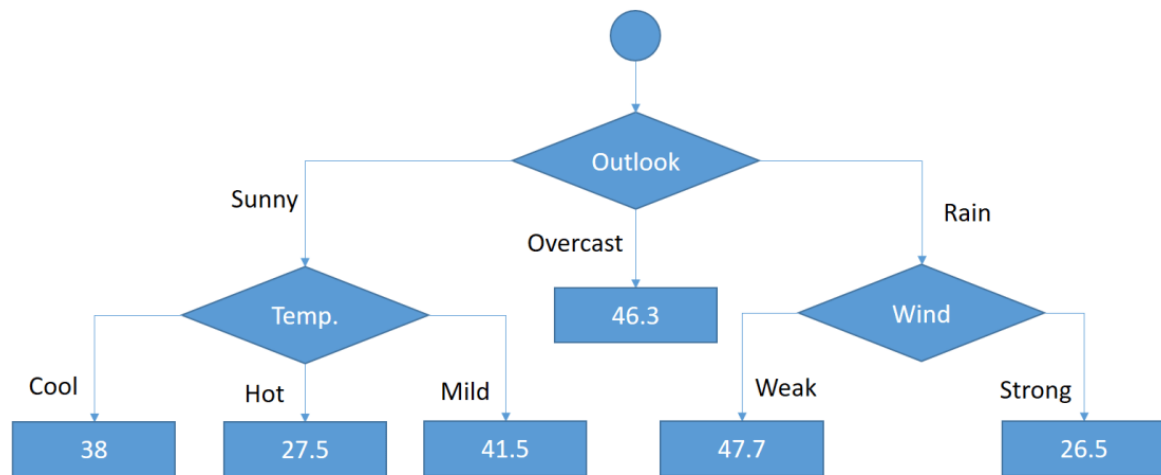 Outlook
Sunny
Rain
Overcast
Temp.
46.3
Wind
Cool
Hot
Mild
Weak
Strong
38
27.5
41.5
47.7
26.5